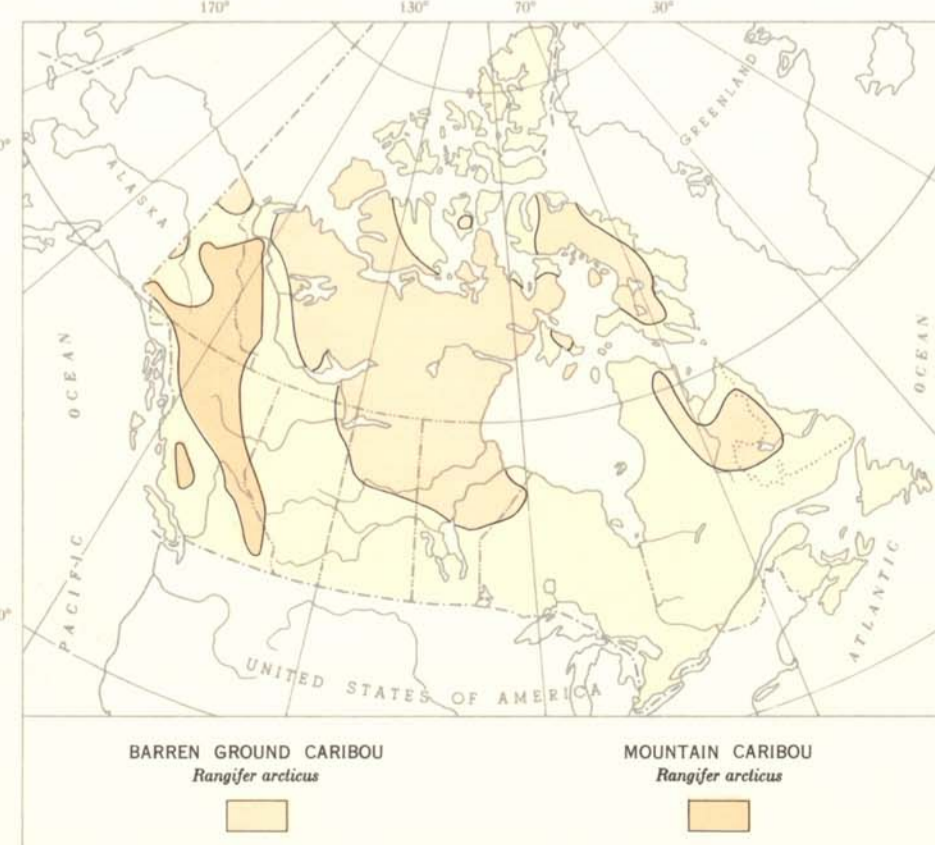 170° 130° 70° 30°
GREENLAND
ALASKA
OCEAN
OCEAN
PACIFIC
ATLANTIC
UNITED STATES OF AMERICA
BARREN GROUND CARIBOU
Rangifer arcticus
MOUNTAIN CARIBOU
Rangifer arcticus